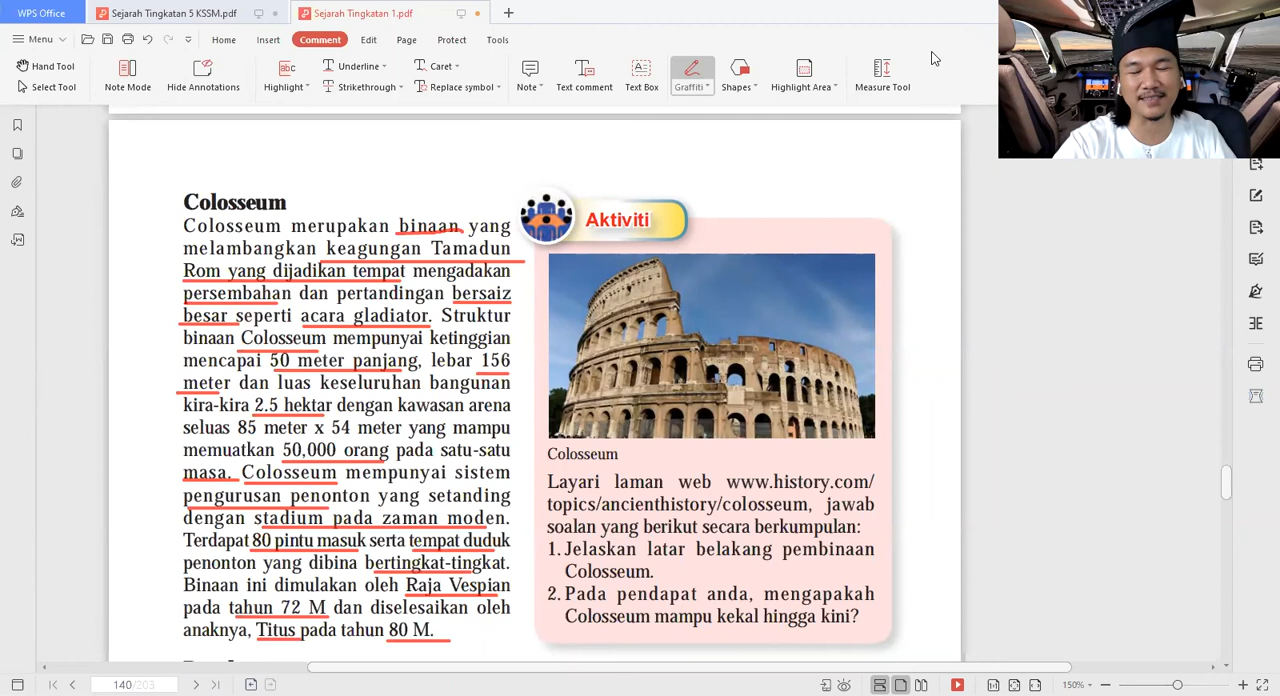 WPS Office
Sejarah Tingkatan 5 KSSM.pdf
Sejarah Tingkatan 1.pdf
Menu
Home
Insert
Comment
Edit
Page
Protect
Tools
Hand Tool
Select Tool
Note Mode
Hide Annotations
Highlight
Underline
Strikethrough
Caret
Replace symbol
Note
Text comment
Text Box
Graffiti
Shapes
Highlight Area
Measure Tool
Colosseum
Colosseum merupakan binaan yang
melambangkan keagungan Tamadun
Rom yang dijadikan tempat mengadakan
persembahan dan pertandingan bersaiz
besar seperti acara gladiator. Struktur
binaan Colosseum mempunyai ketinggian
mencapai 50 meter panjang, lebar 156
meter dan luas keseluruhan bangunan
kira-kira 2.5 hektar dengan kawasan arena
seluas 85 meter x 54 meter yang mampu
memuatkan 50,000 orang pada satu-satu
masa. Colosseum mempunyai sistem
pengurusan penonton yang setanding
dengan stadium pada zaman moden.
Terdapat 80 pintu masuk serta tempat duduk
penonton yang dibina bertingkat-tingkat.
Binaan ini dimulakan oleh Raja Vespian
pada tahun 72 M dan diselesaikan oleh
anaknya, Titus pada tahun 80 M.
Aktiviti
Colosseum
Layari laman web www.history.com/
topics/ancienthistory/colosseum, jawab
soalan yang berikut secara berkumpulan:
1. Jelaskan latar belakang pembinaan
Colosseum.
2. Pada pendapat anda, mengapakah
Colosseum mampu kekal hingga kini?
140/203
150%